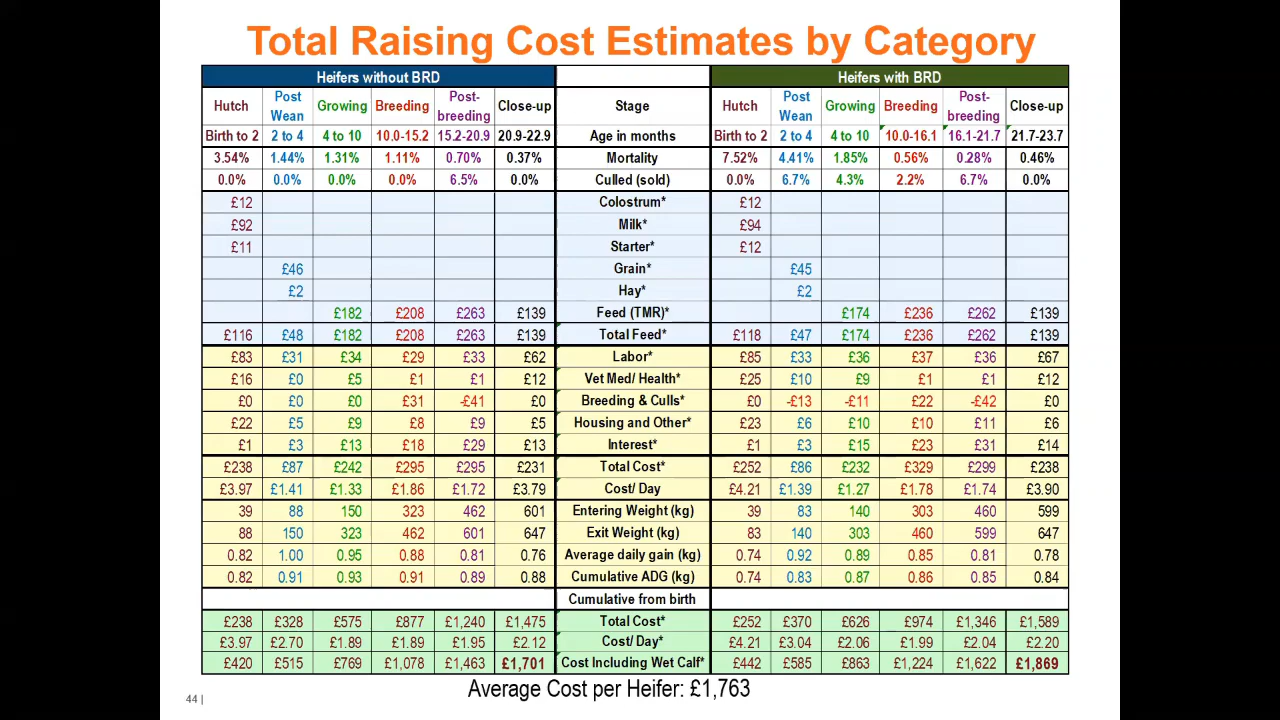 Total Raising Cost Estimates by Category
Heifers without BRD Heifers with BRD
Hutch Post Wean Growing Breeding Post-breeding Close-up Stage Hutch Post Wean Growing Breeding Post-breeding Close-up
Birth to 2 2 to 4 4 to 10 10.0-15.2 15.2-20.9 20.9-22.9 Age in months Birth to 2 2 to 4 4 to 10 10.0-16.1 16.1-21.7 21.7-23.7
3.54% 1.44% 1.31% 1.11% 0.70% 0.37% Mortality 7.52% 4.41% 1.85% 0.56% 0.28% 0.46%
0.0% 0.0% 0.0% 0.0% 6.5% 0.0% Culled (sold) 0.0% 6.7% 4.3% 2.2% 6.7% 0.0%
£12 Colostrum* £12
£92 Milk* £94
£11 Starter* £12
£46 Grain* £45
£2 Hay* £2
£182 £208 £263 £139 Feed (TMR)* £174 £236 £262 £139
£116 £48 £182 £208 £263 £139 Total Feed* £118 £47 £174 £236 £262 £139
£83 £31 £34 £29 £33 £62 Labor* £85 £33 £36 £37 £36 £67
£16 £0 £5 £1 £1 £12 Vet Med/ Health* £25 £10 £9 £1 £1 £12
£0 £0 £0 £31 -£41 £0 Breeding & Culls* £0 -£13 -£11 £22 -£42 £0
£22 £5 £9 £8 £9 £5 Housing and Other* £23 £6 £10 £10 £11 £6
£1 £3 £13 £18 £29 £13 Interest* £1 £3 £15 £23 £31 £14
£238 £87 £242 £295 £295 £231 Total Cost* £252 £86 £232 £329 £299 £238
£3.97 £1.41 £1.33 £1.86 £1.72 £3.79 Cost/ Day £4.21 £1.39 £1.27 £1.78 £1.74 £3.90
39 88 150 323 462 601 Entering Weight (kg) 39 83 140 303 460 599
88 150 323 462 601 647 Exit Weight (kg) 83 140 303 460 599 647
0.82 1.00 0.95 0.88 0.81 0.76 Average daily gain (kg) 0.74 0.92 0.89 0.85 0.81 0.78
0.82 0.91 0.93 0.91 0.89 0.88 Cumulative ADG (kg) 0.74 0.83 0.87 0.86 0.85 0.84
Cumulative from birth
£238 £328 £575 £877 £1,240 £1,475 Total Cost* £252 £370 £626 £974 £1,346 £1,589
£3.97 £2.70 £1.89 £1.89 £1.95 £2.12 Cost/ Day* £4.21 £3.04 £2.06 £1.99 £2.04 £2.20
£420 £515 £769 £1,078 £1,463 £1,701 Cost Including Wet Calf* £442 £585 £863 £1,224 £1,622 £1,869
Average Cost per Heifer: £1,763
44 |